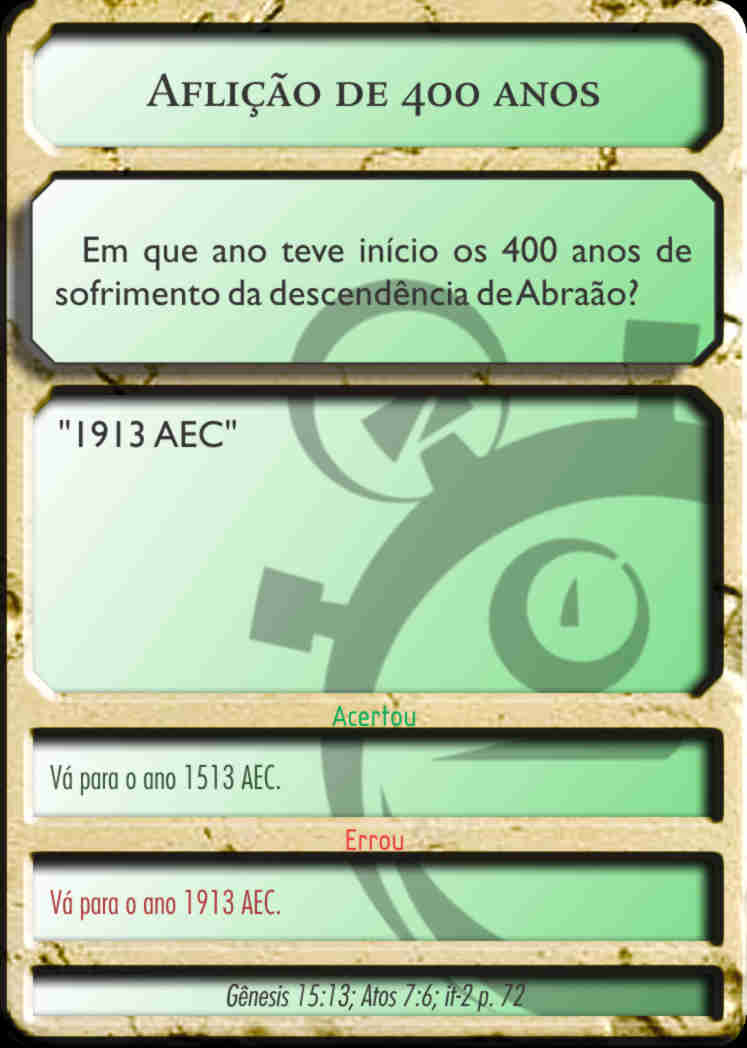 Aflição de 400 anos
Em que ano teve início os 400 anos de
sofrimento da descendência de Abraão?
"1913 AEC"
Acertou
Vá para o ano 1513 AEC.
Errou
Vá para o ano 1913 AEC.
Gênesis 15:13; Atos 7:6; it-2 p. 72